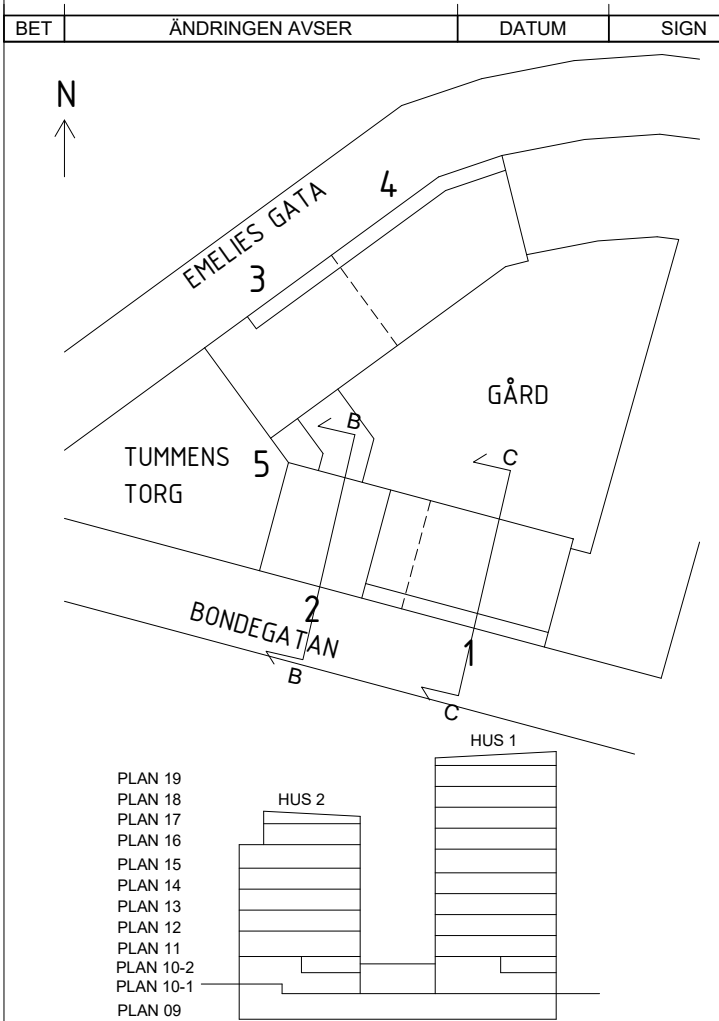 BET ÄNDRINGEN AVSER DATUM SIGN
N
4
EMELIES GATA
3
GÅRD
B
C
TUMMENS 5
TORG
2
BONDEGATAN
1
B
C
HUS 1
PLAN 19
PLAN 18 HUS 2
PLAN 17
PLAN 16
PLAN 15
PLAN 14
PLAN 13
PLAN 12
PLAN 11
PLAN 10-2
PLAN 10-1
PLAN 09